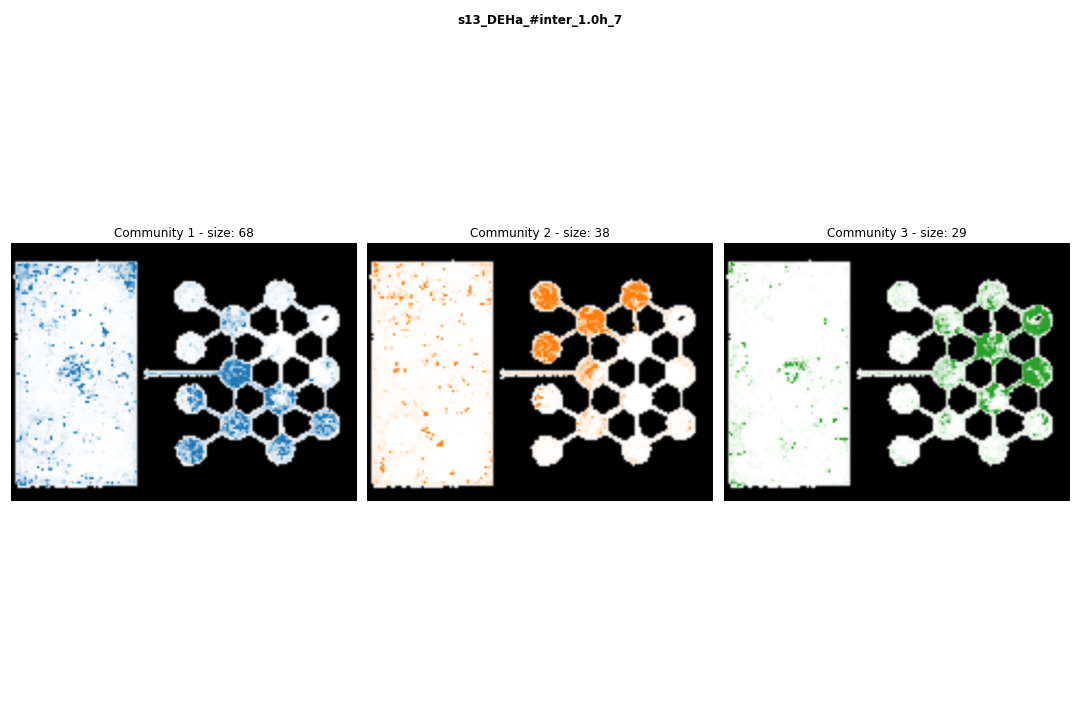 s13_DEHa_#inter_1.0h_7
Community 1 - size: 68
Community 2 - size: 38
Community 3 - size: 29